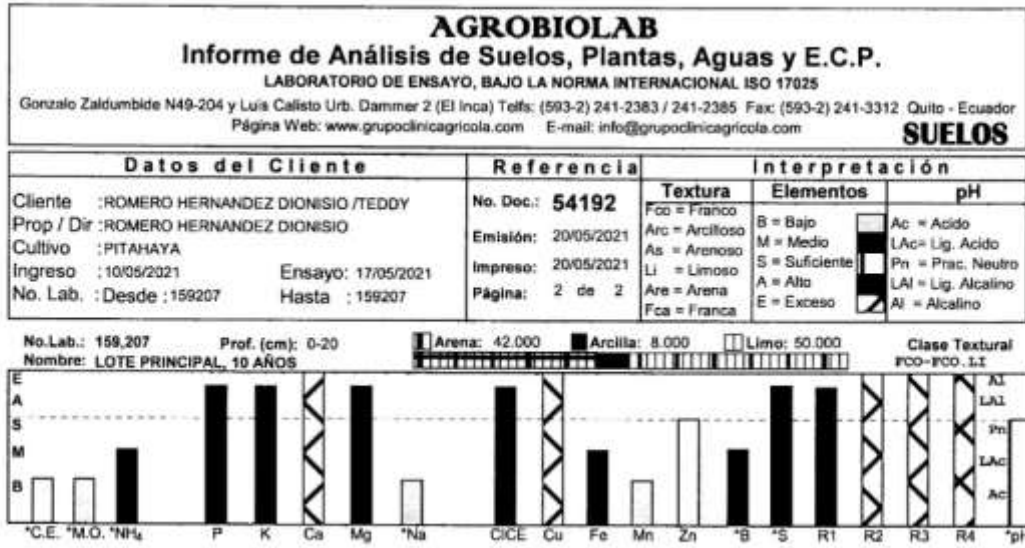 AGROBIOLAB
Informe de Análisis de Suelos, Plantas, Aguas y E.C.P.
LABORATORIO DE ENSAYO, BAJO LA NORMA INTERNACIONAL ISO 17025
Gonzalo Zaldumbide N49-204 y Luis Calisto Urb. Dammer 2 (El Inca) Telfs: (593-2) 241-2383 / 241-2385 Fax: (593-2) 241-3312 Quito - Ecuador
Página Web: www.grupoclinicagricola.com E-mail: info@grupoclinicagricola.com SUELOS
Datos del Cliente
Cliente :ROMERO HERNANDEZ DIONISIO /TEDDY
Prop / Dir :ROMERO HERNANDEZ DIONISIO
Cultivo :PITAHAYA
Ingreso :10/05/2021 Ensayo: 17/05/2021
No. Lab. : Desde :159207 Hasta :159207
Referencia
No. Doc.: 54192
Emisión: 20/05/2021
Impreso: 20/05/2021
Página: 2 de 2
Interpretación
Textura
Fco = Franco
Arc = Arcilloso
As = Arenoso
Li = Limoso
Are = Arena
Fca = Franca
Elementos
B = Bajo
M = Medio
S = Suficiente
A = Alto
E = Exceso
pH
Ac = Acido
LAc= Lig. Acido
Pn = Prac. Neutro
LAl = Lig. Alcalino
Al = Alcalino
No.Lab.: 159,207 Prof. (cm): 0-20 Arena: 42.000 Arcilla: 8.000 Limo: 50.000 Clase Textural
Nombre: LOTE PRINCIPAL, 10 AÑOS FCO-FCO.LI
E Al
A LAl
S Pn
M LAc
B Ac
*C.E. *M.O. *NH₄ P K Ca Mg *Na CICE Cu Fe Mn Zn *B *S R1 R2 R3 R4 *pH